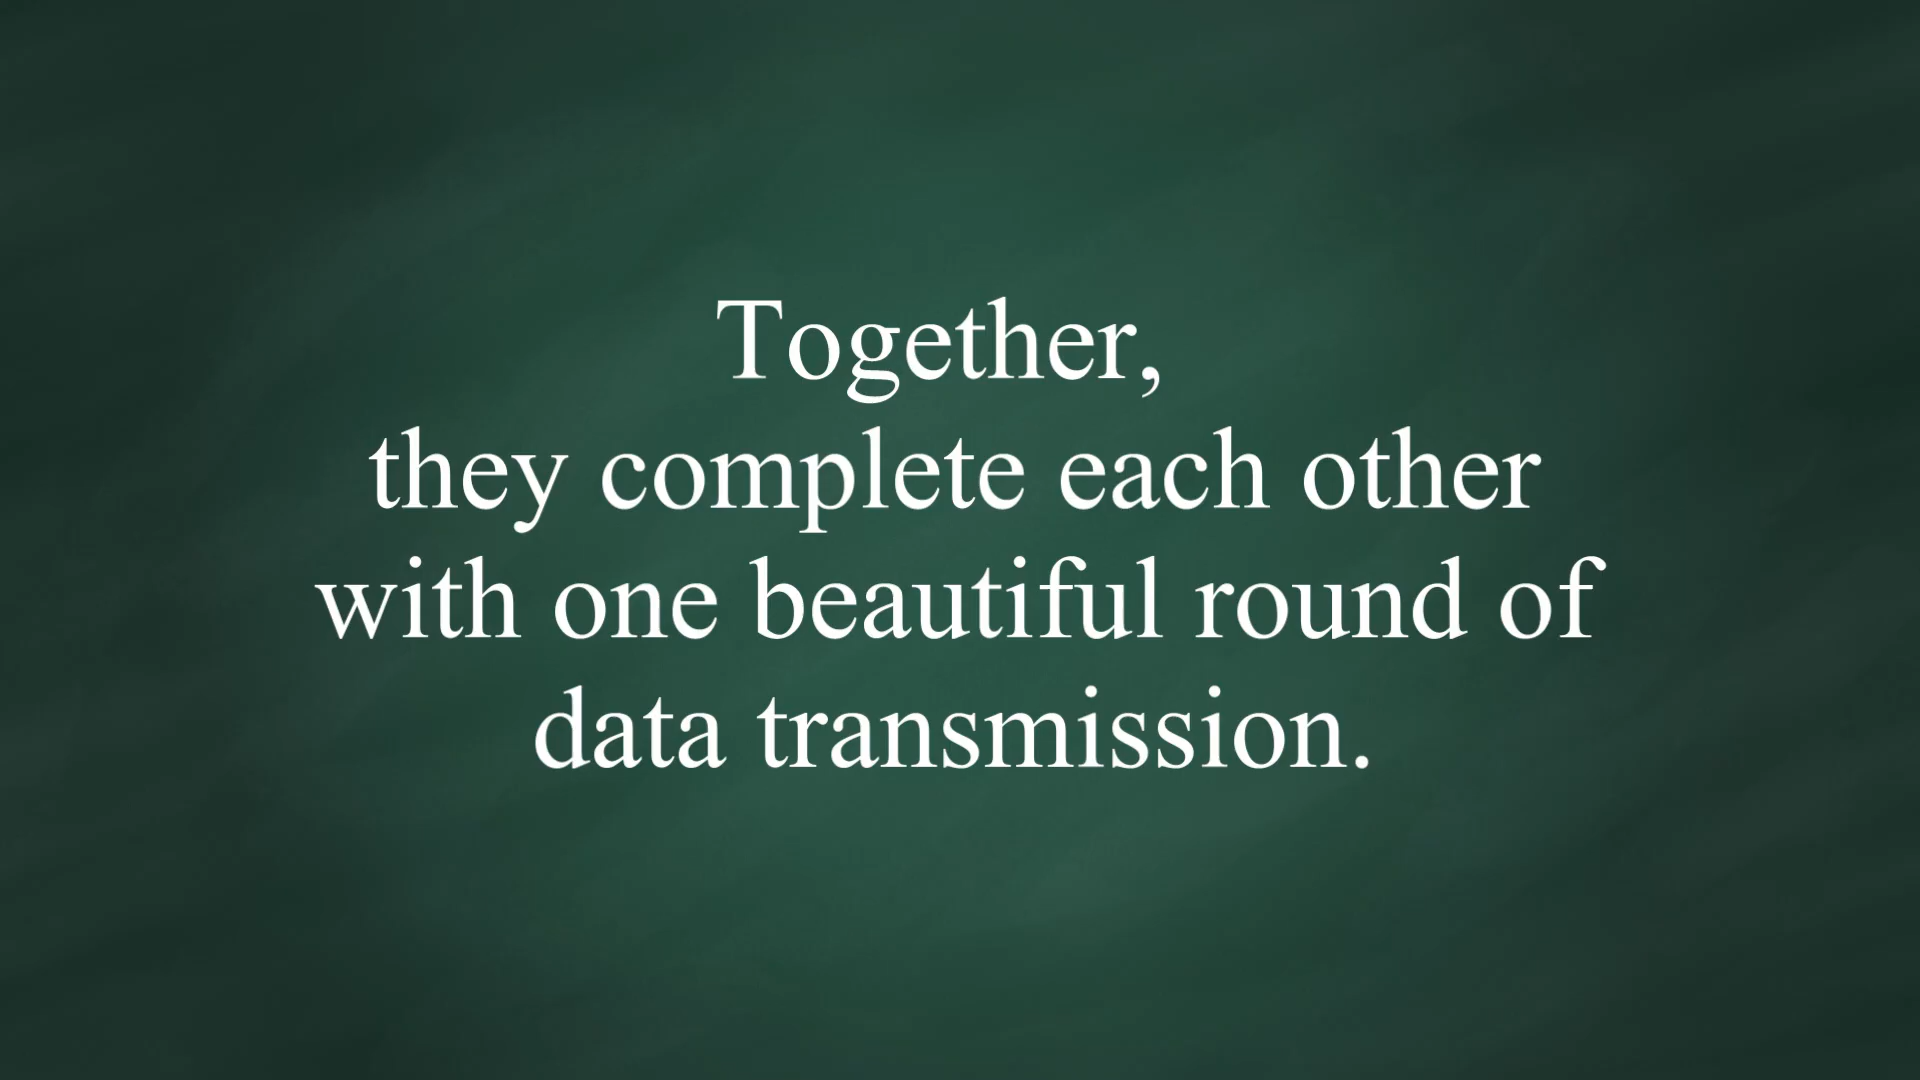 Together,
they complete each other
with one beautiful round of
data transmission.